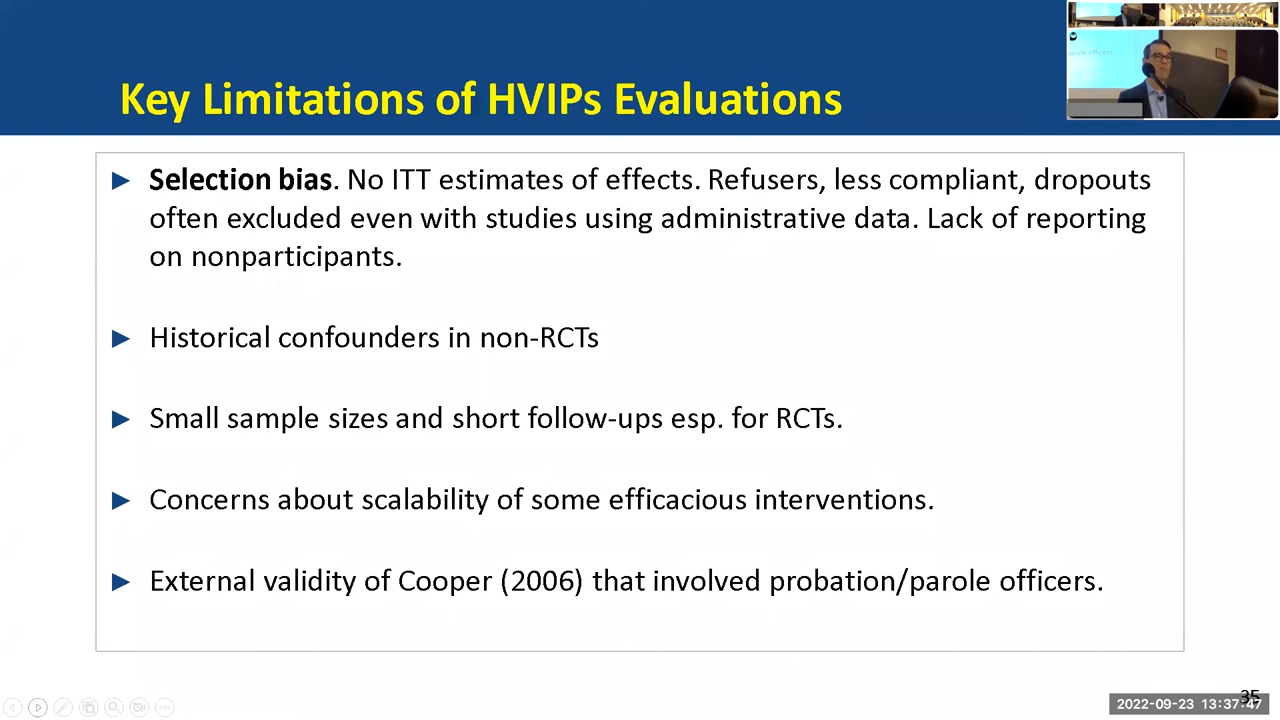 Key Limitations of HVIPs Evaluations
► Selection bias. No ITT estimates of effects. Refusers, less compliant, dropouts
often excluded even with studies using administrative data. Lack of reporting
on nonparticipants.
► Historical confounders in non-RCTs
► Small sample sizes and short follow-ups esp. for RCTs.
► Concerns about scalability of some efficacious interventions.
► External validity of Cooper (2006) that involved probation/parole officers.
parole officers.
35
2022-09-23 13:37:47